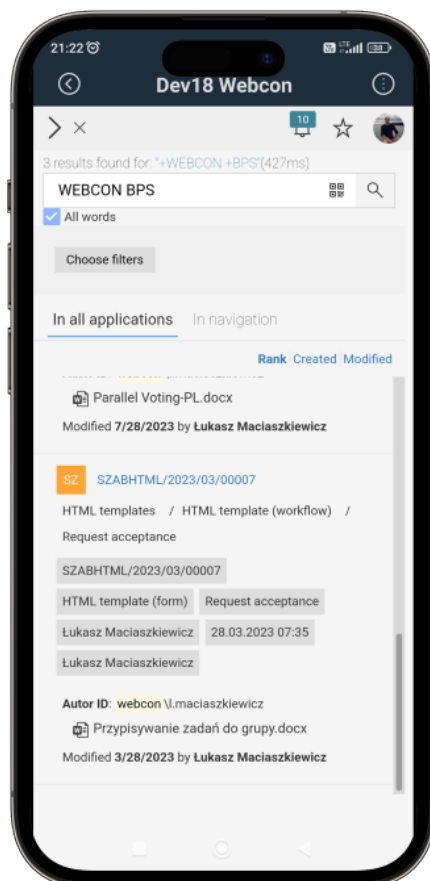 21:22
LTE
38
Dev18 Webcon
10
3 results found for: "+WEBCON +BPS"(427ms)
WEBCON BPS
All words
Choose filters
In all applications In navigation
Rank Created Modified
Parallel Voting-PL.docx
Modified 7/28/2023 by Łukasz Maciaszkiewicz
SZ SZABHTML/2023/03/00007
HTML templates / HTML template (workflow) /
Request acceptance
SZABHTML/2023/03/00007
HTML template (form) Request acceptance
Łukasz Maciaszkiewicz 28.03.2023 07:35
Łukasz Maciaszkiewicz
Autor ID: webcon \l.maciaszkiewicz
Przypisywanie zadań do grupy.docx
Modified 3/28/2023 by Łukasz Maciaszkiewicz